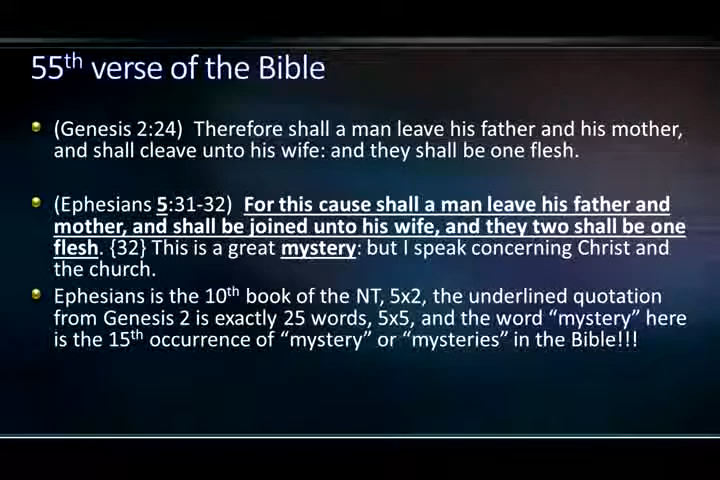 55th verse of the Bible
(Genesis 2:24)  Therefore shall a man leave his father and his mother,
and shall cleave unto his wife: and they shall be one flesh.
(Ephesians 5:31-32)  For this cause shall a man leave his father and
mother, and shall be joined unto his wife, and they two shall be one
flesh. {32} This is a great mystery: but I speak concerning Christ and
the church.
Ephesians is the 10th book of the NT, 5x2, the underlined quotation
from Genesis 2 is exactly 25 words, 5x5, and the word “mystery” here
is the 15th occurrence of “mystery” or “mysteries” in the Bible!!!